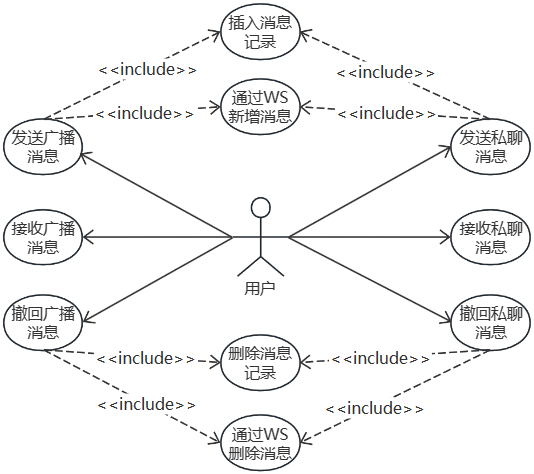 插入消息
记录
<<include>>
<<include>>
通过WS
新增消息
<<include>>
<<include>>
发送广播
消息
发送私聊
消息
接收广播
消息
接收私聊
消息
用户
撤回广播
消息
撤回私聊
消息
<<include>>
删除消息
记录
<<include>>
<<include>>
<<include>>
通过WS
删除消息